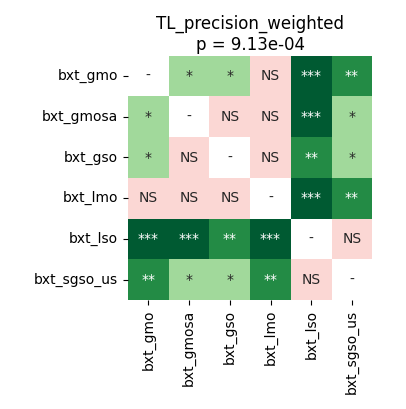 TL_precision_weighted
p = 9.13e-04
bxt_gmo - * * NS *** **
bxt_gmosa * - NS NS *** *
bxt_gso * NS - NS ** *
bxt_lmo NS NS NS - *** **
bxt_lso *** *** ** *** - NS
bxt_sgso_us ** * * ** NS -
bxt_gmo bxt_gmosa bxt_gso bxt_lmo bxt_lso bxt_sgso_us